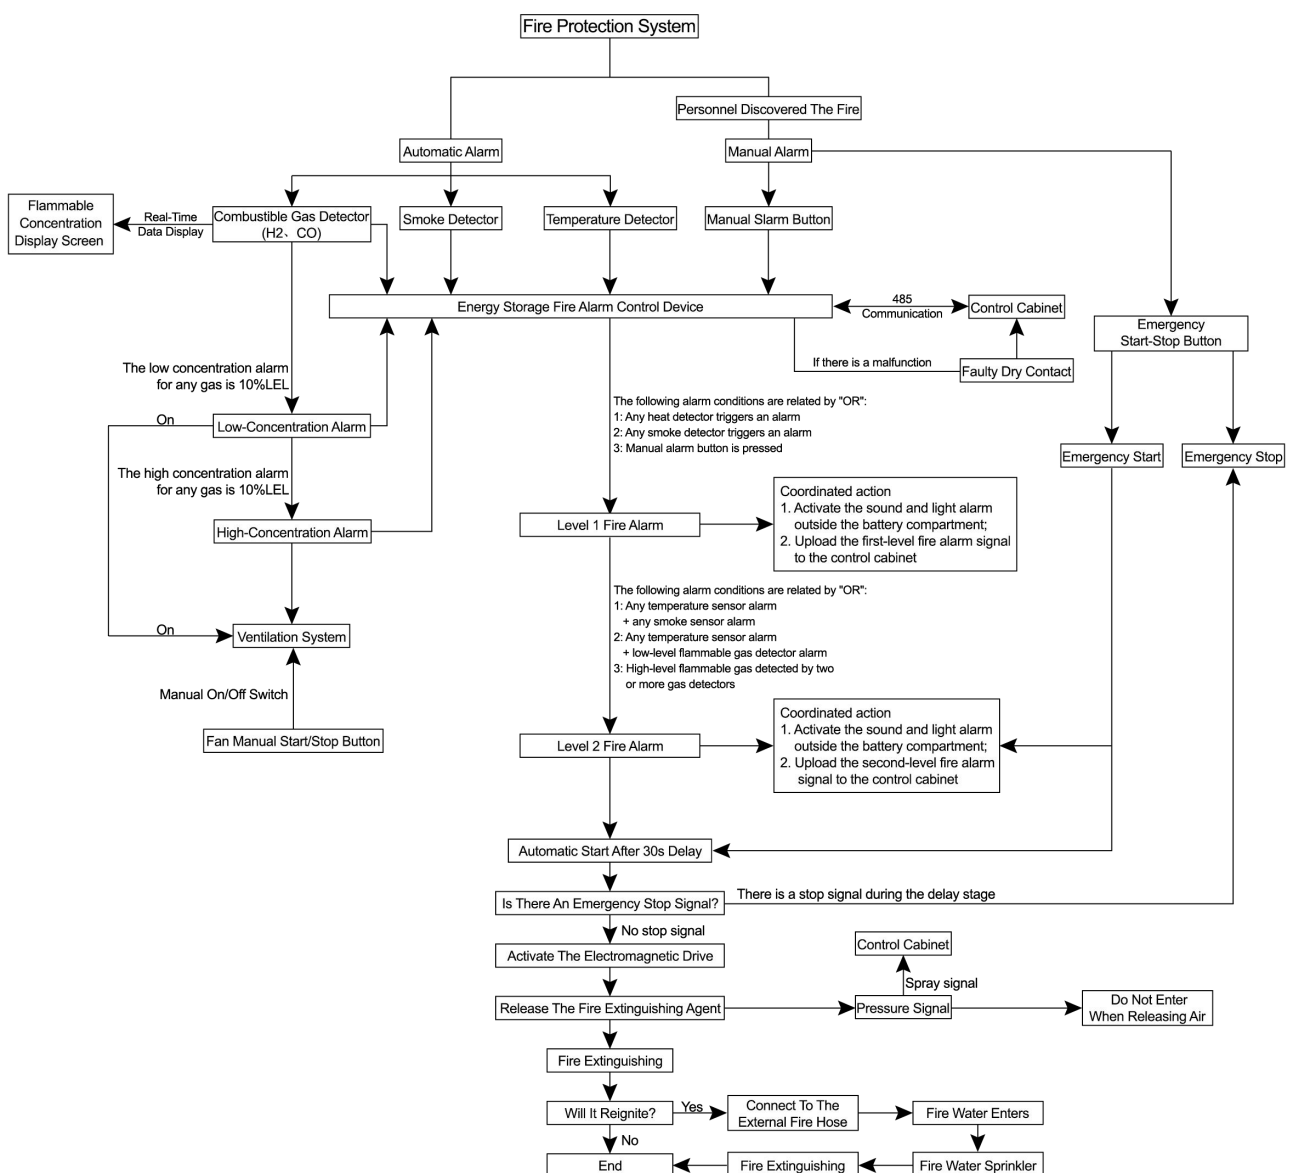 Fire Protection System
Personnel Discovered The Fire
Automatic Alarm
Manual Alarm
Flammable
Concentration
Display Screen
Real-Time
Data Display
Combustible Gas Detector
(H2、CO)
Smoke Detector
Temperature Detector
Manual Slarm Button
Energy Storage Fire Alarm Control Device
485
Communication
Control Cabinet
Emergency
Start-Stop Button
If there is a malfunction
Faulty Dry Contact
The low concentration alarm
for any gas is 10%LEL
On
Low-Concentration Alarm
The following alarm conditions are related by "OR":
1: Any heat detector triggers an alarm
2: Any smoke detector triggers an alarm
3: Manual alarm button is pressed
Emergency Start
Emergency Stop
The high concentration alarm
for any gas is 10%LEL
High-Concentration Alarm
Level 1 Fire Alarm
Coordinated action
1. Activate the sound and light alarm
outside the battery compartment;
2. Upload the first-level fire alarm signal
to the control cabinet
The following alarm conditions are related by "OR":
1: Any temperature sensor alarm
+ any smoke sensor alarm
2: Any temperature sensor alarm
+ low-level flammable gas detector alarm
3: High-level flammable gas detected by two
or more gas detectors
On
Ventilation System
Manual On/Off Switch
Fan Manual Start/Stop Button
Level 2 Fire Alarm
Coordinated action
1. Activate the sound and light alarm
outside the battery compartment;
2. Upload the second-level fire alarm
signal to the control cabinet
Automatic Start After 30s Delay
Is There An Emergency Stop Signal?
There is a stop signal during the delay stage
No stop signal
Activate The Electromagnetic Drive
Control Cabinet
Spray signal
Release The Fire Extinguishing Agent
Pressure Signal
Do Not Enter
When Releasing Air
Fire Extinguishing
Will It Reignite?
Yes
Connect To The
External Fire Hose
Fire Water Enters
No
End
Fire Extinguishing
Fire Water Sprinkler